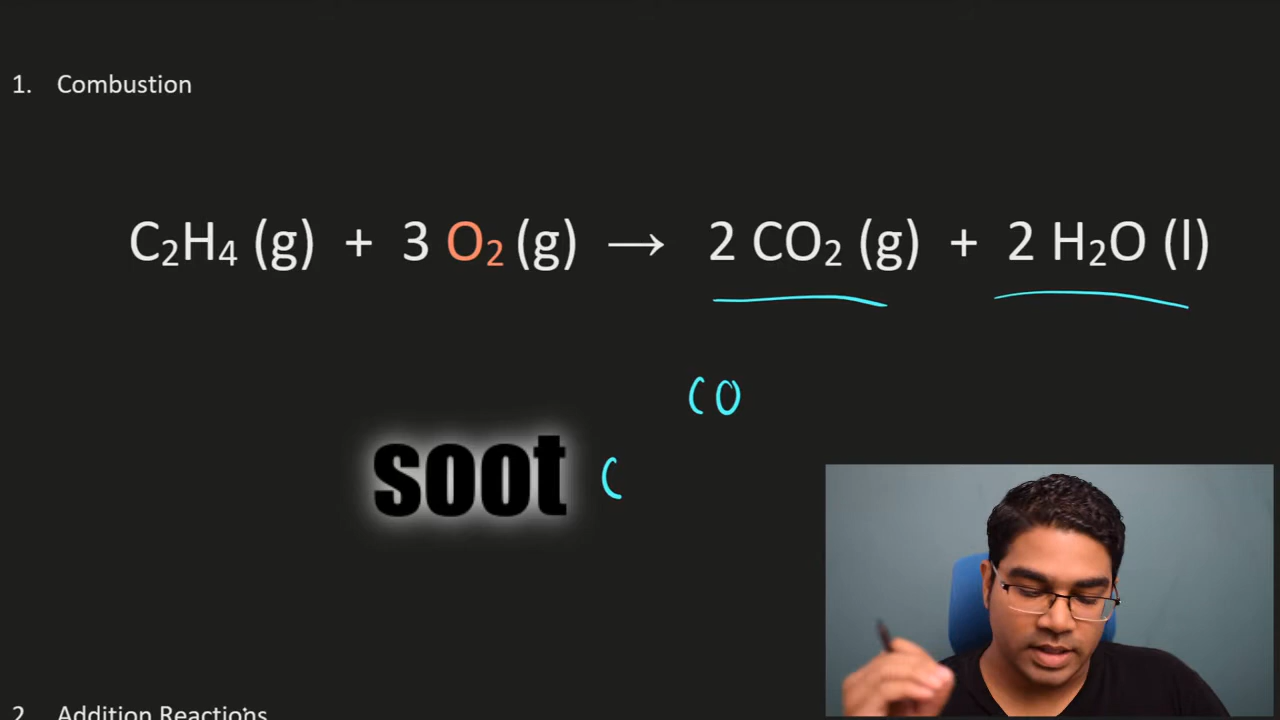 1. Combustion
C₂H₄ (g) + 3 O₂ (g) → 2 CO₂ (g) + 2 H₂O (l)
CO
soot C
2. Addition Reactions